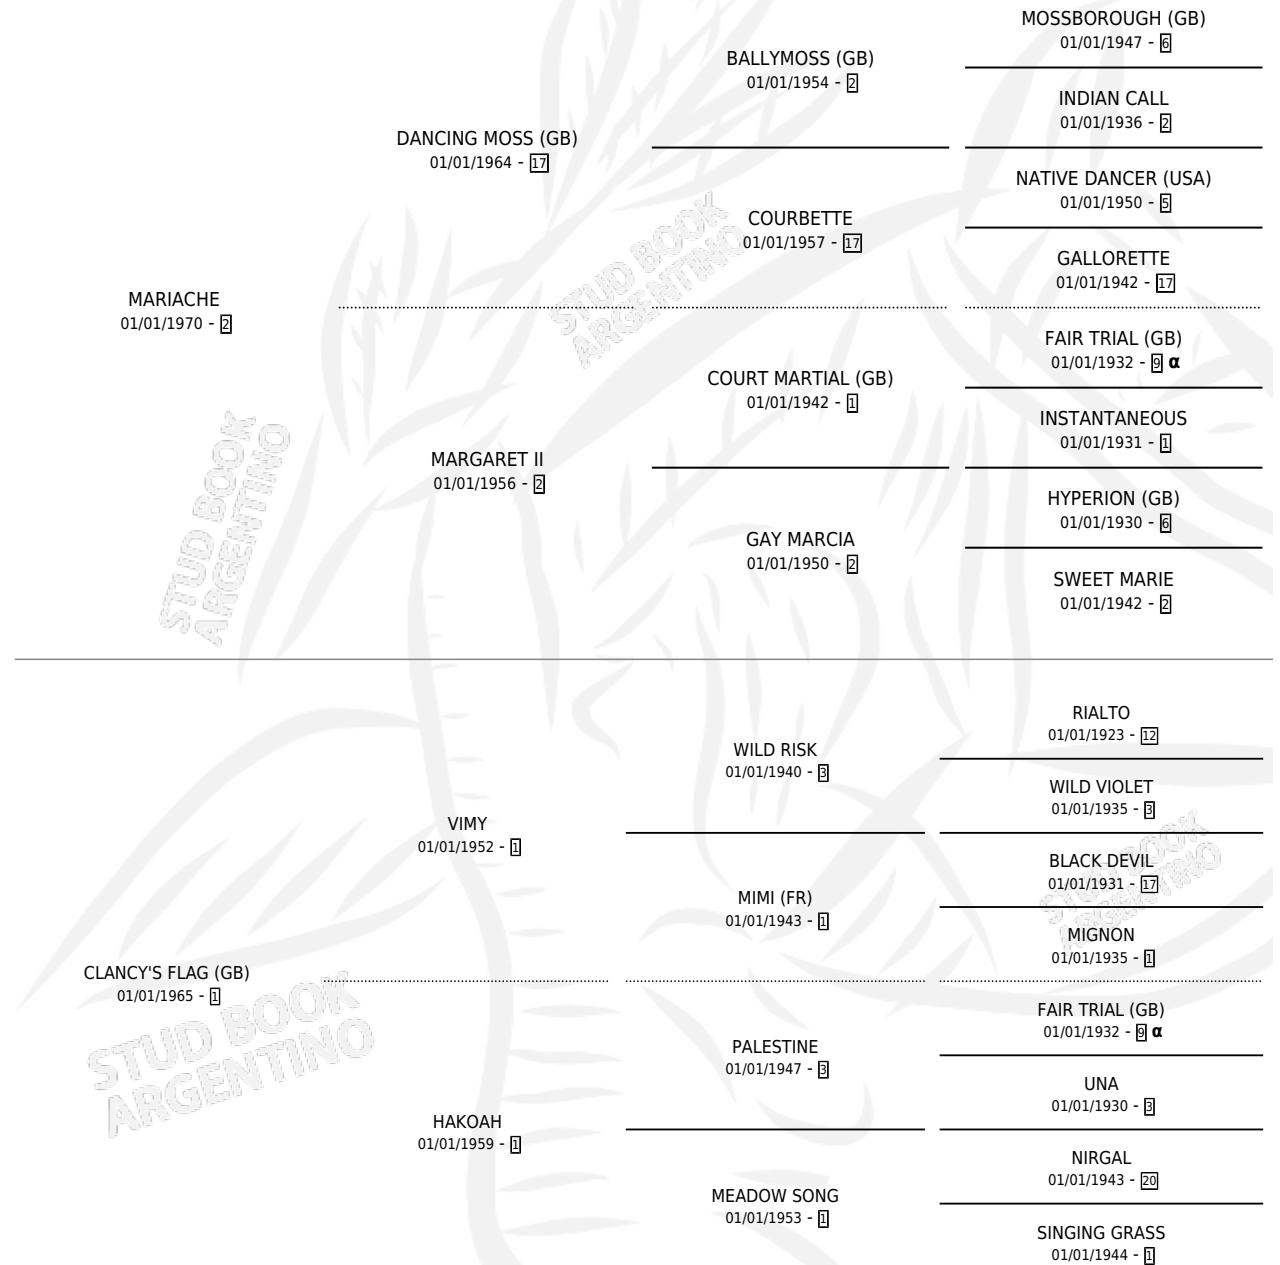 MARIACHE
01/01/1970 - 2
DANCING MOSS (GB)
01/01/1964 - 17
BALLYMOSS (GB)
01/01/1954 - 2
MOSSBOROUGH (GB)
01/01/1947 - 6
INDIAN CALL
01/01/1936 - 2
COURBETTE
01/01/1957 - 17
NATIVE DANCER (USA)
01/01/1950 - 5
GALLORETTE
01/01/1942 - 17
MARGARET II
01/01/1956 - 2
COURT MARTIAL (GB)
01/01/1942 - 1
FAIR TRIAL (GB)
01/01/1932 - 9 α
INSTANTANEOUS
01/01/1931 - 1
GAY MARCIA
01/01/1950 - 2
HYPERION (GB)
01/01/1930 - 6
SWEET MARIE
01/01/1942 - 2
CLANCY'S FLAG (GB)
01/01/1965 - 1
VIMY
01/01/1952 - 1
WILD RISK
01/01/1940 - 3
RIALTO
01/01/1923 - 12
WILD VIOLET
01/01/1935 - 3
MIMI (FR)
01/01/1943 - 1
BLACK DEVIL
01/01/1931 - 17
MIGNON
01/01/1935 - 1
HAKOAH
01/01/1959 - 1
PALESTINE
01/01/1947 - 3
FAIR TRIAL (GB)
01/01/1932 - 9 α
UNA
01/01/1930 - 3
MEADOW SONG
01/01/1953 - 1
NIRGAL
01/01/1943 - 20
SINGING GRASS
01/01/1944 - 1
STUD BOOK
ARGENTINO
STUD BOOK
ARGENTINO
STUD BOOK
ARGENTINO
STUD BOOK
ARGENTINO